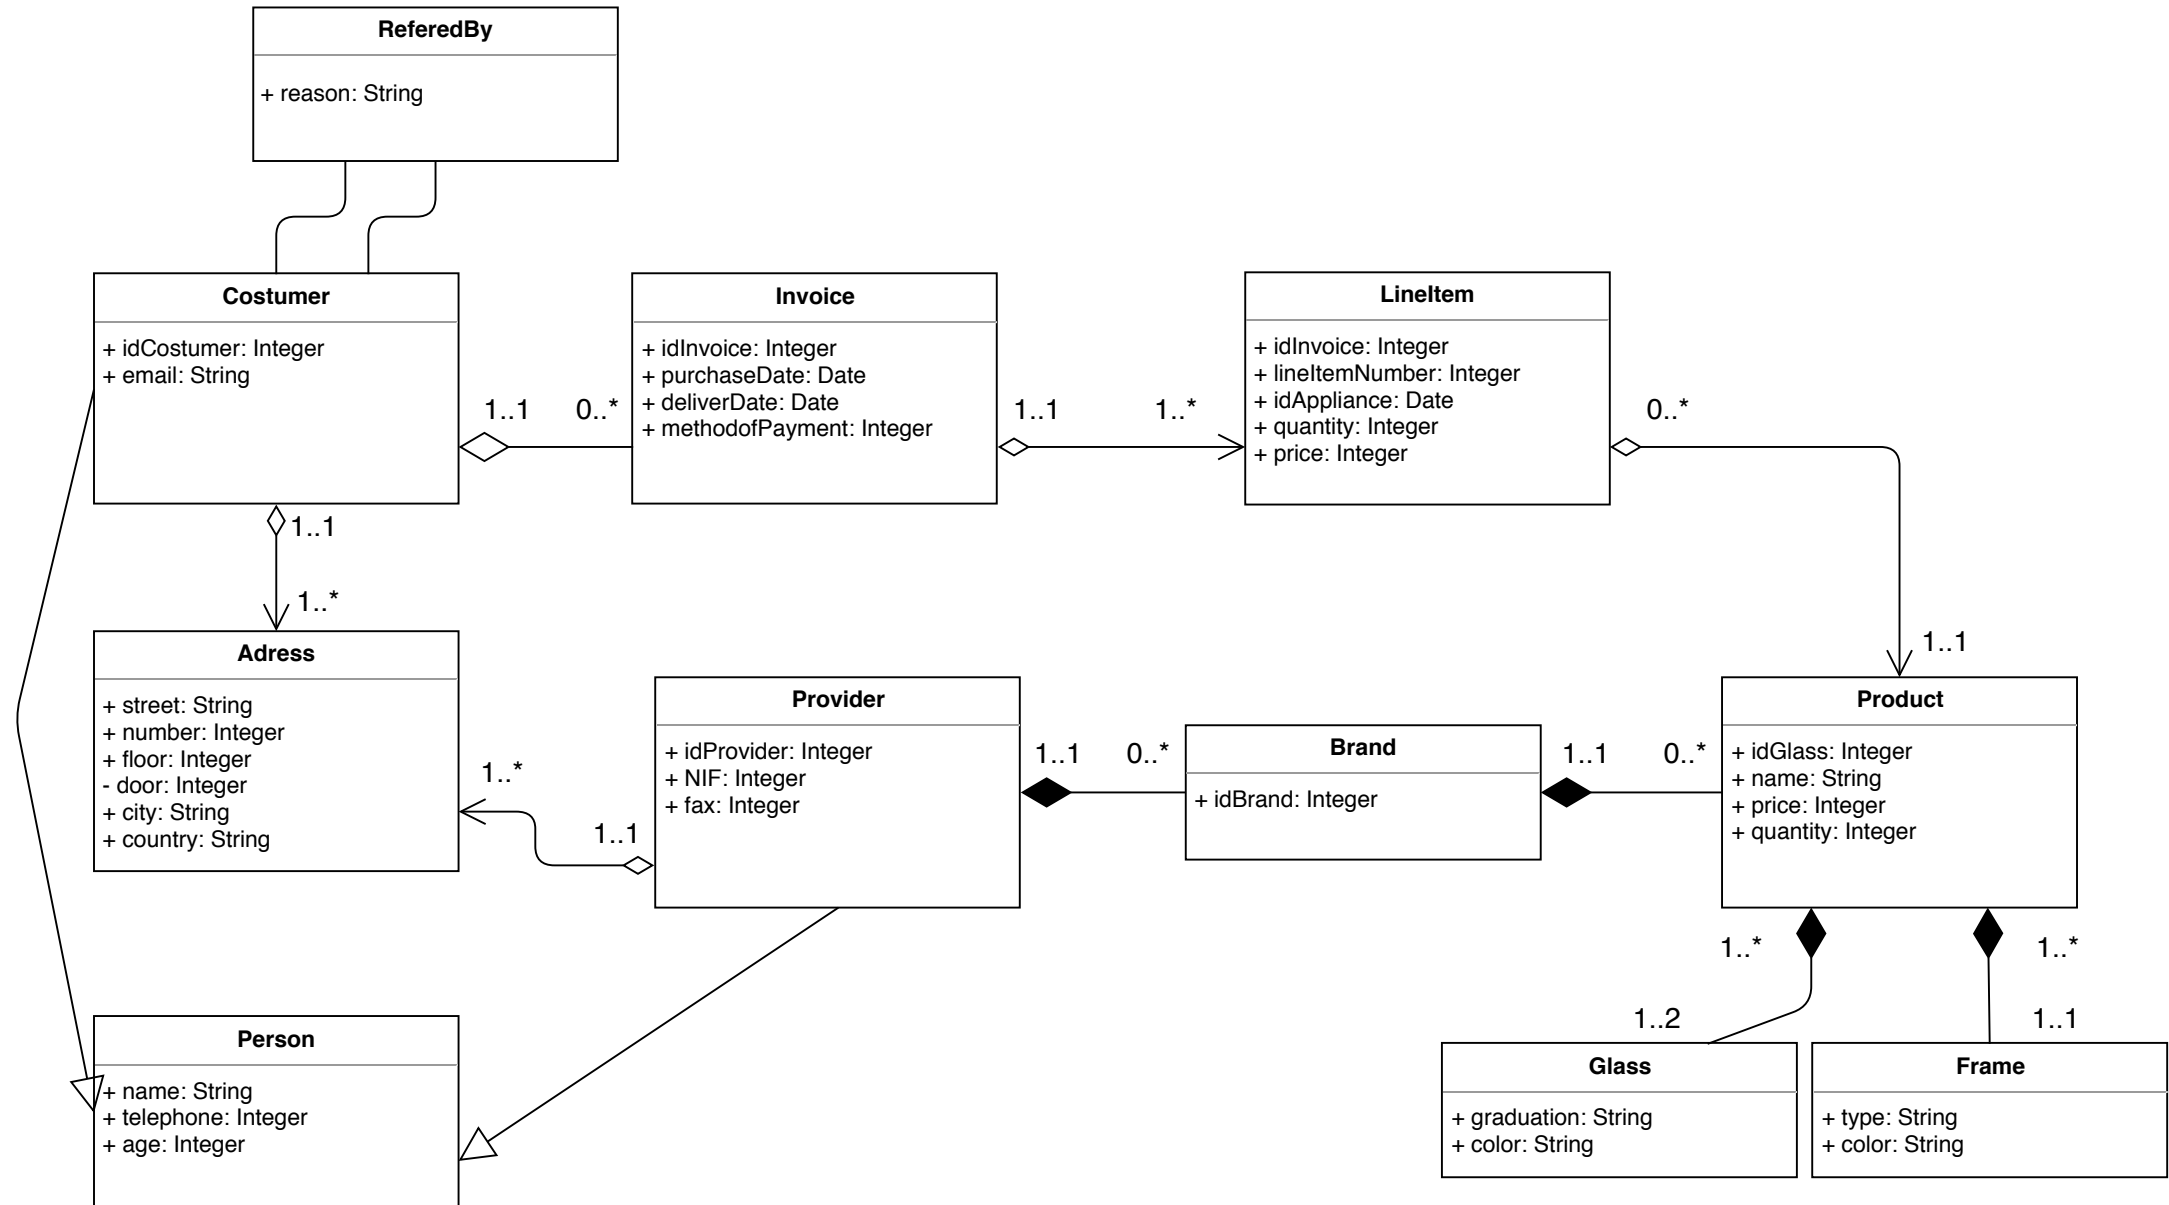 ReferedBy
+ reason: String
Costumer
+ idCostumer: Integer
+ email: String
1..1
0..*
Invoice
+ idInvoice: Integer
+ purchaseDate: Date
+ deliverDate: Date
+ methodofPayment: Integer
1..1
1..*
LineItem
+ idInvoice: Integer
+ lineItemNumber: Integer
+ idAppliance: Date
+ quantity: Integer
+ price: Integer
0..*
1..1
1..1
1..*
Adress
+ street: String
+ number: Integer
+ floor: Integer
- door: Integer
+ city: String
+ country: String
1..*
1..1
Provider
+ idProvider: Integer
+ NIF: Integer
+ fax: Integer
1..1
0..*
Brand
+ idBrand: Integer
1..1
0..*
Product
+ idGlass: Integer
+ name: String
+ price: Integer
+ quantity: Integer
1..*
1..*
1..2
1..1
Person
+ name: String
+ telephone: Integer
+ age: Integer
Glass
+ graduation: String
+ color: String
Frame
+ type: String
+ color: String